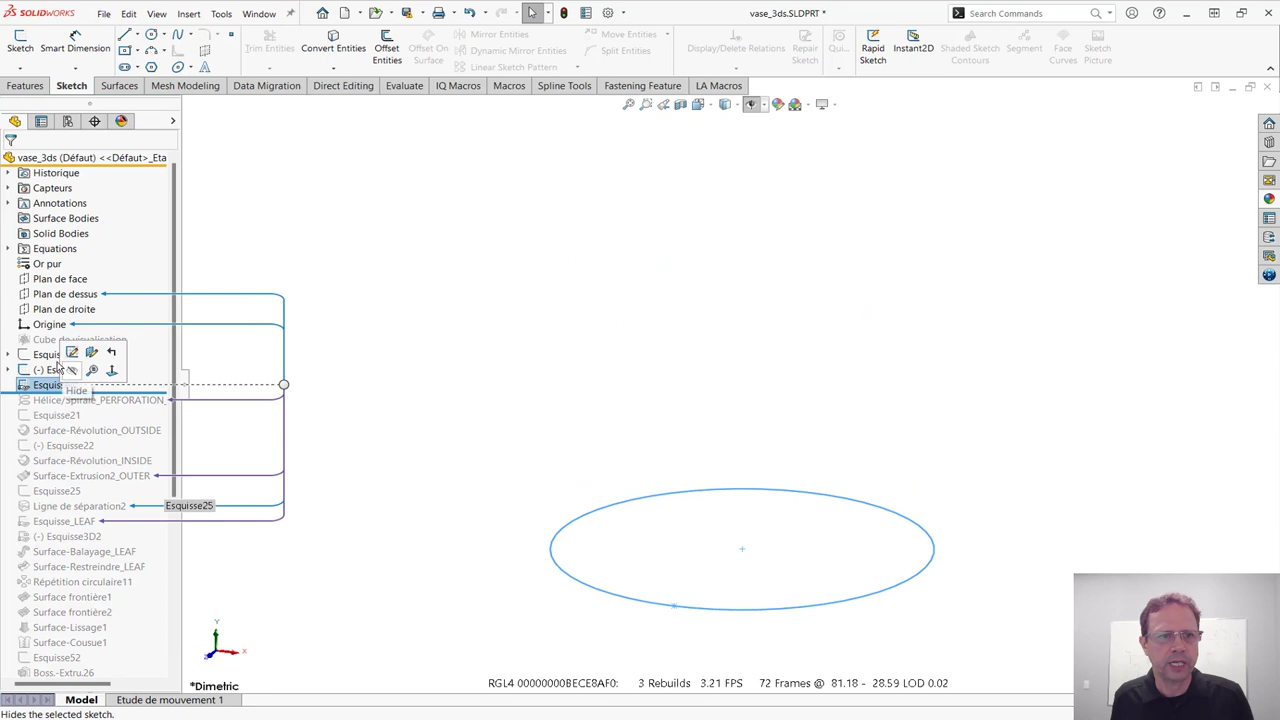 SOLIDWORKS File Edit View Insert Tools Window vase_3ds.SLDPRT * Search Commands
Sketch Smart Dimension Trim Entities Convert Entities Offset Entities Offset On Surface Mirror Entities Dynamic Mirror Entities Linear Sketch Pattern Move Entities Split Entities Display/Delete Relations Repair Sketch Qui... Rapid Sketch Instant2D Shaded Sketch Contours Segment Face Curves Sketch Picture
Features Sketch Surfaces Mesh Modeling Data Migration Direct Editing Evaluate IQ Macros Macros Spline Tools Fastening Feature LA Macros
vase_3ds (Défaut) <<Défaut>_Eta
Historique
Capteurs
Annotations
Surface Bodies
Solid Bodies
Equations
Or pur
Plan de face
Plan de dessus
Plan de droite
Origine
Cube de visualisation
Esquis
(-) Es
Esquis
Hide
Hélice/Spirale_PERFORATION_
Esquisse21
Surface-Révolution_OUTSIDE
(-) Esquisse22
Surface-Révolution_INSIDE
Surface-Extrusion2_OUTER
Esquisse25
Ligne de séparation2 Esquisse25
Esquisse_LEAF
(-) Esquisse3D2
Surface-Balayage_LEAF
Surface-Restreindre_LEAF
Répétition circulaire11
Surface frontière1
Surface frontière2
Surface-Lissage1
Surface-Cousue1
Esquisse52
Boss.-Extru.26
Y
X
Z
*Dimetric
RGL4 00000000BECE8AF0: 3 Rebuilds 3.21 FPS 72 Frames @ 81.18 - 28.59 LOD 0.02
Model Etude de mouvement 1
Hides the selected sketch.